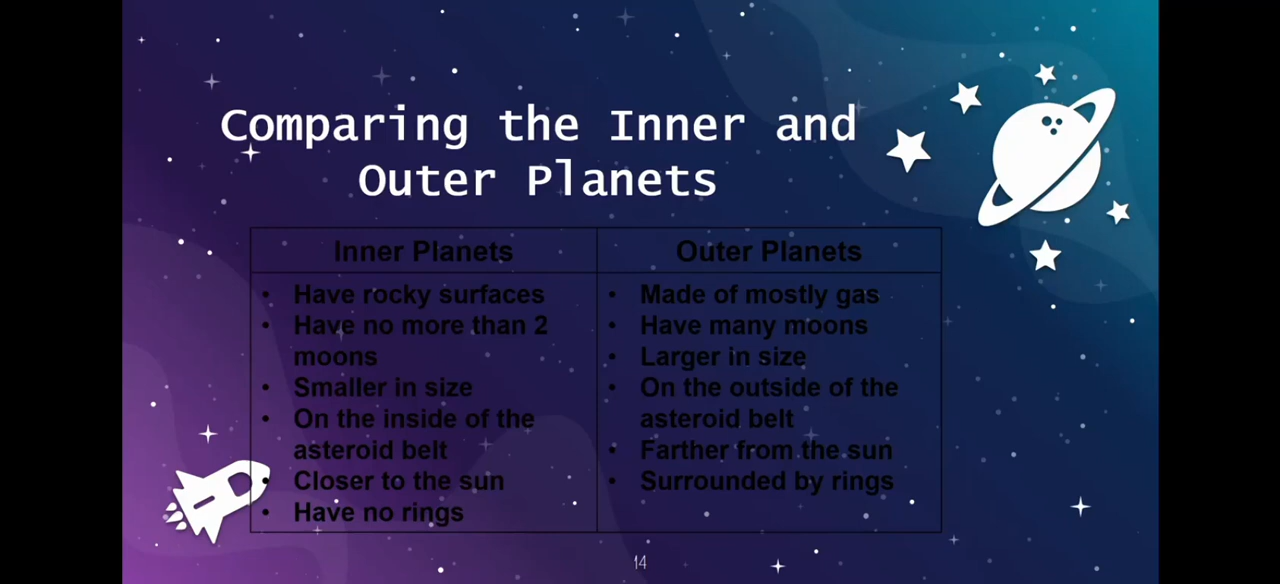 Comparing the Inner and
Outer Planets
Inner Planets
• Have rocky surfaces
• Have no more than 2
moons
• Smaller in size
• On the inside of the
asteroid belt
• Closer to the sun
• Have no rings
Outer Planets
• Made of mostly gas
• Have many moons
• Larger in size
• On the outside of the
asteroid belt
• Farther from the sun
• Surrounded by rings
14